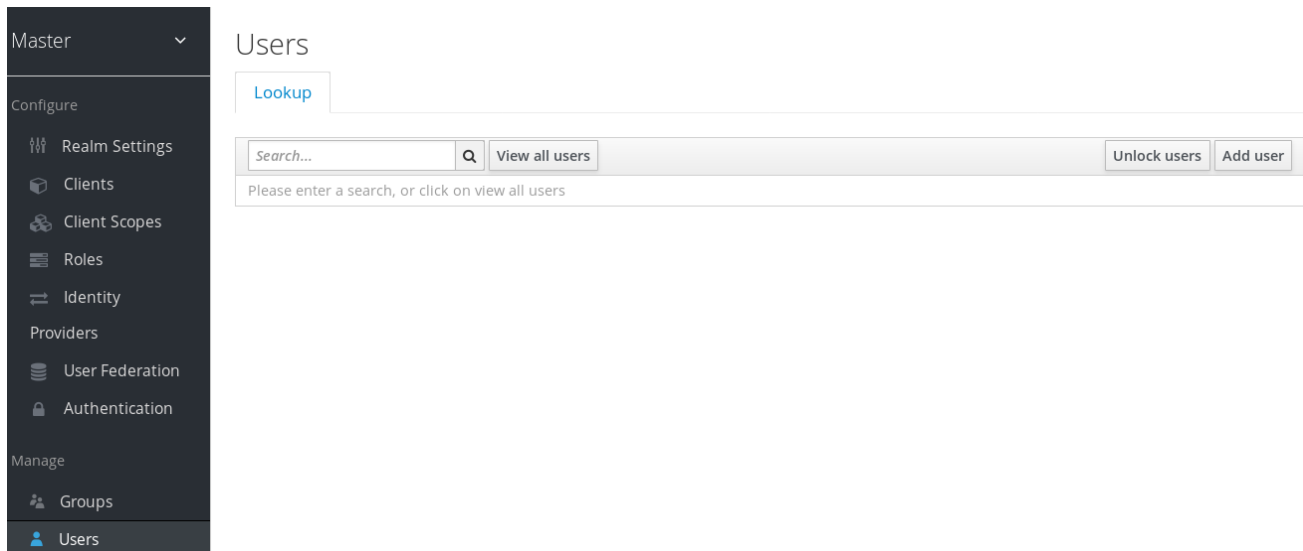 Master
Configure
Realm Settings
Clients
Client Scopes
Roles
Identity
Providers
User Federation
Authentication
Manage
Groups
Users
Users
Lookup
Search...
View all users
Unlock users
Add user
Please enter a search, or click on view all users